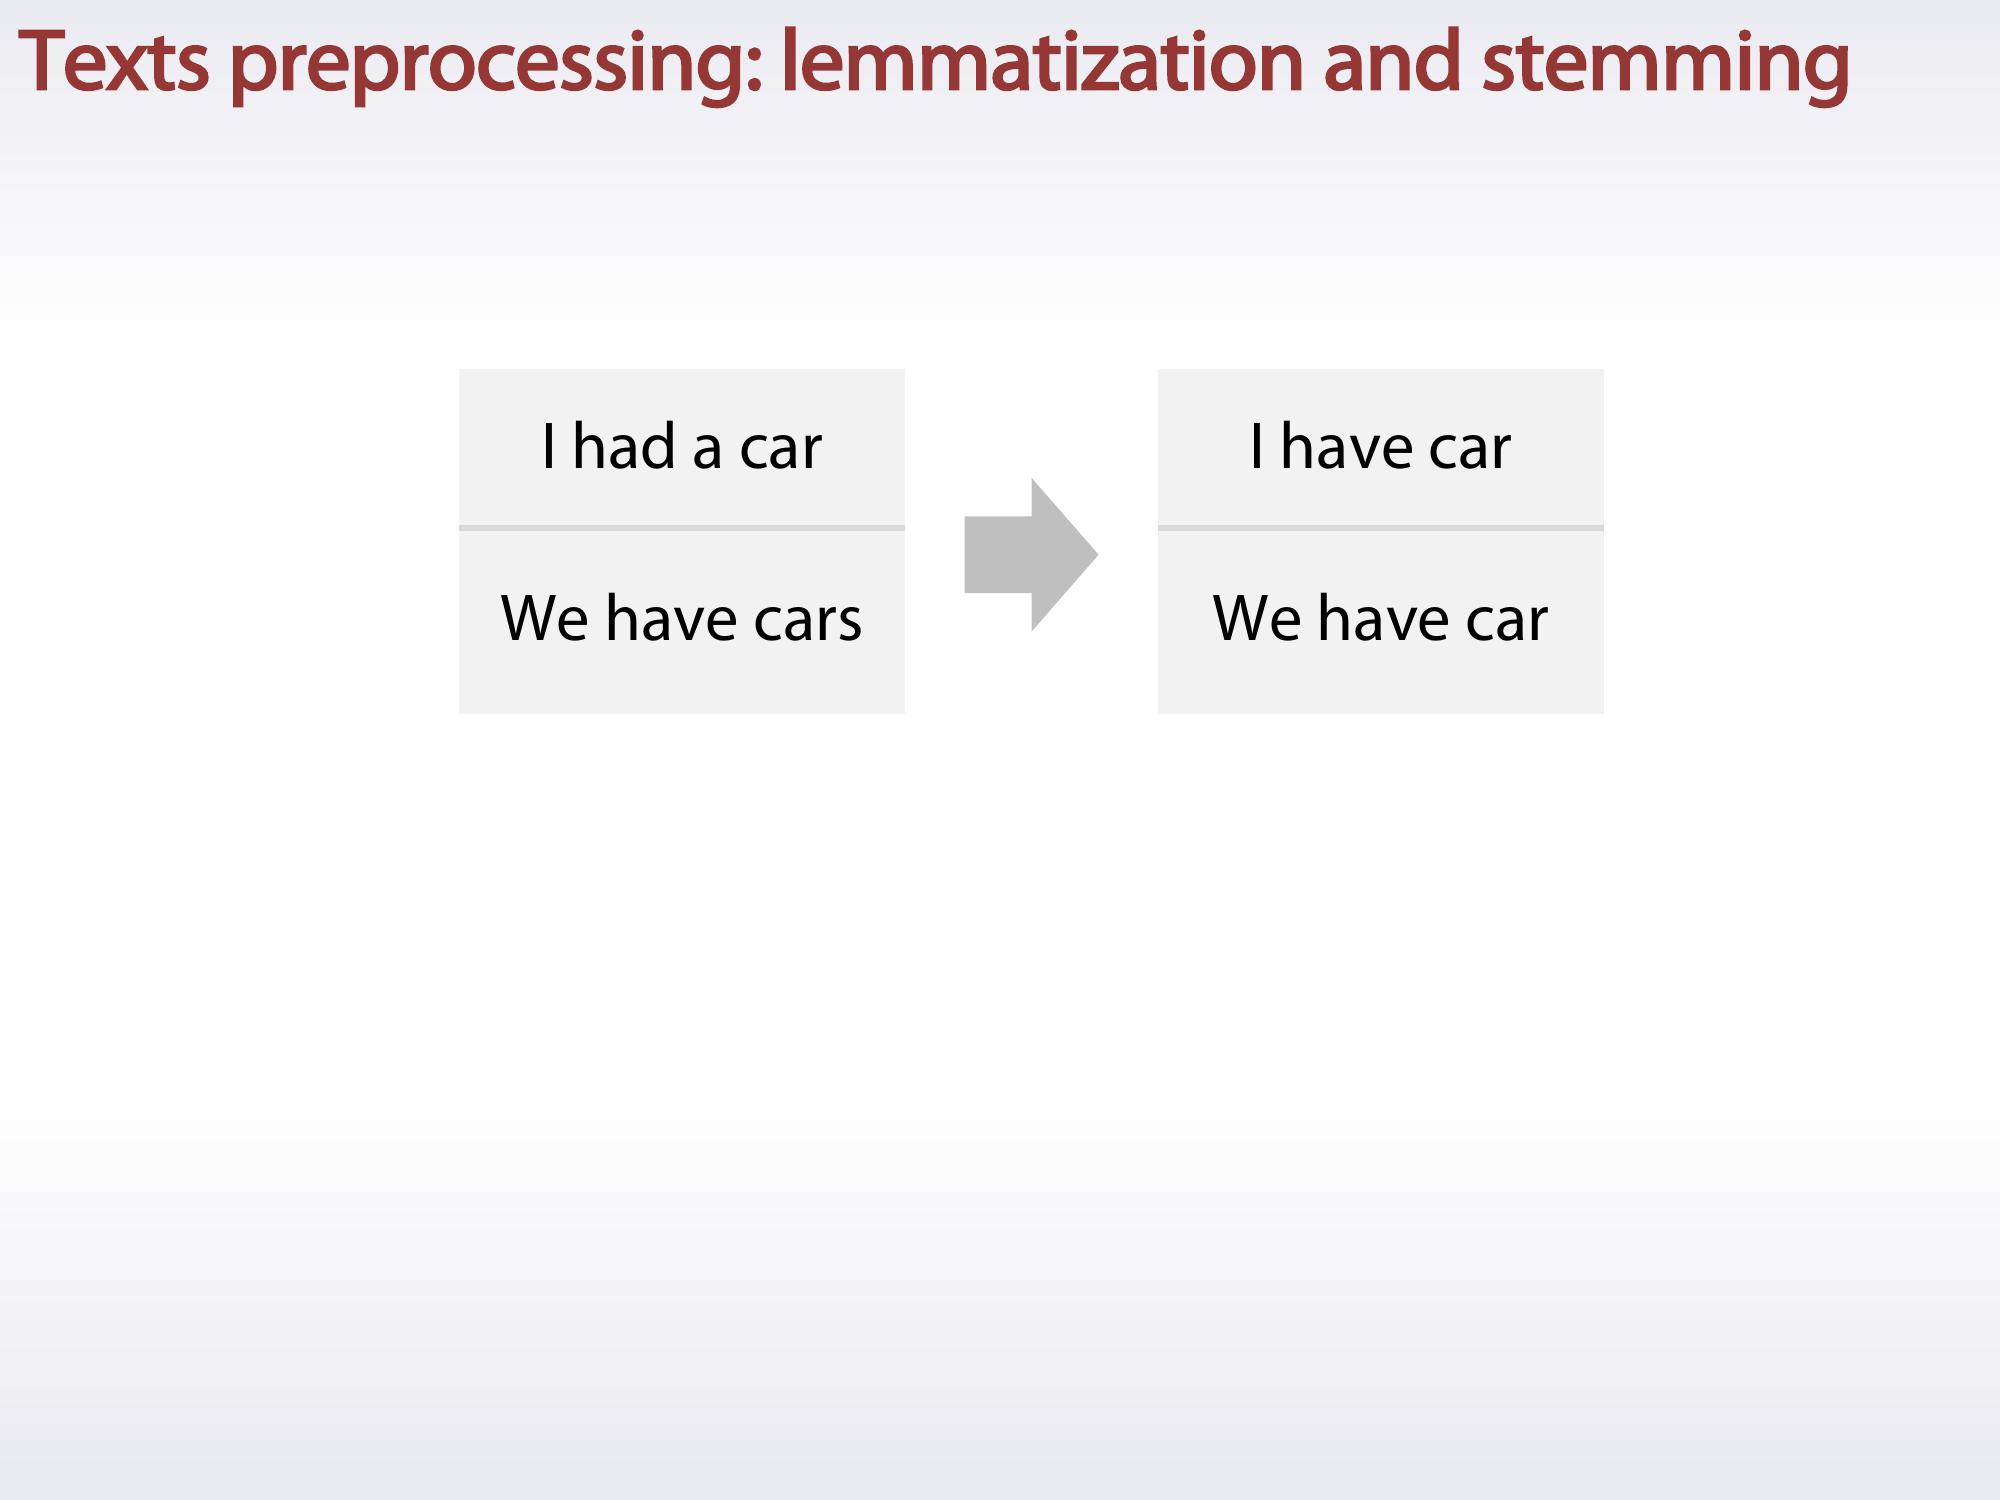 Texts preprocessing: lemmatization and stemming
I had a car
We have cars
I have car
We have car